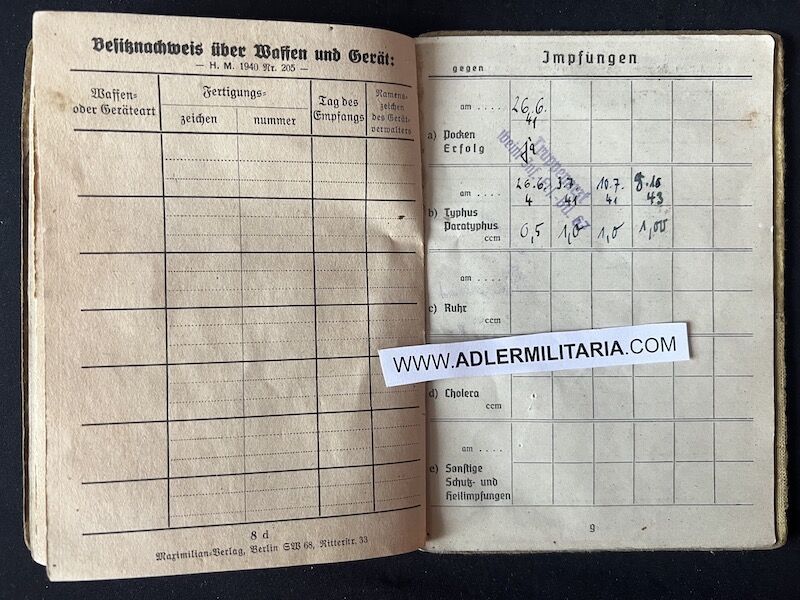 Besitznachweis über Waffen und Gerät:
— H. M. 1940 Nr. 205 —
Waffen-
oder Geräteart
Fertigungs-
zeichen
nummer
Tag des
Empfangs
Namens-
zeichen
des Gerät-
verwalters
8 d
Maximilian-Verlag, Berlin SW 68, Ritterstr. 33
Impfungen
gegen
am ....
26.6.
41
a) Pocken
Erfolg
ja
Truppenarzt
am ....
26.6. 3.7. 10.7. 8.10
4 41 41 43
b) Typhus
Paratyphus
ccm
0,5 1,0 1,0 1,00
am ....
c) Ruhr
ccm
WWW.ADLERMILITARIA.COM
d) Cholera
ccm
am ....
e) Sonstige
Schutz- und
Heilimpfungen
9